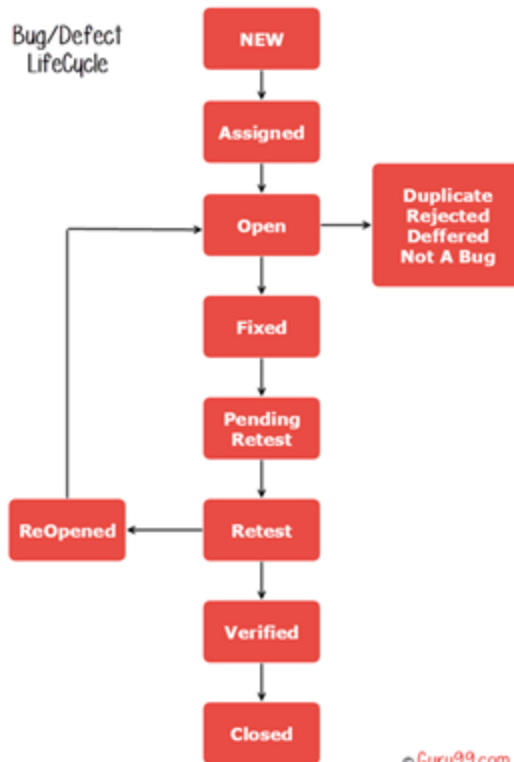 Bug/Defect
LifeCycle
NEW
Assigned
Open
Duplicate
Rejected
Deffered
Not A Bug
Fixed
Pending
Retest
ReOpened
Retest
Verified
Closed
©Guru99.com